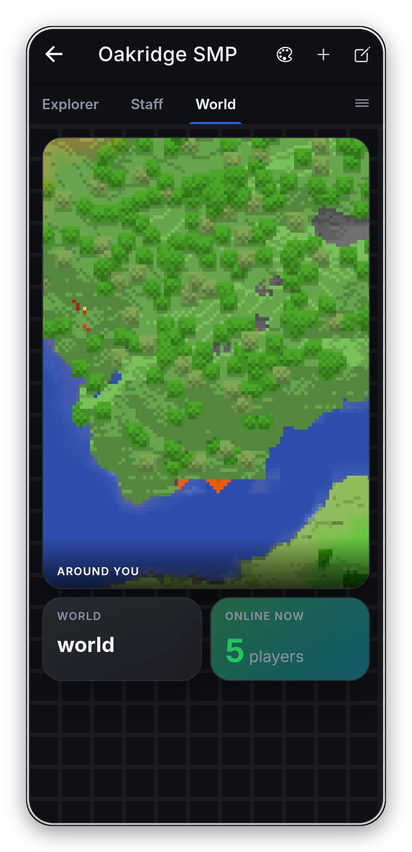 Oakridge SMP
Explorer Staff World
AROUND YOU
WORLD
world
ONLINE NOW
5 players